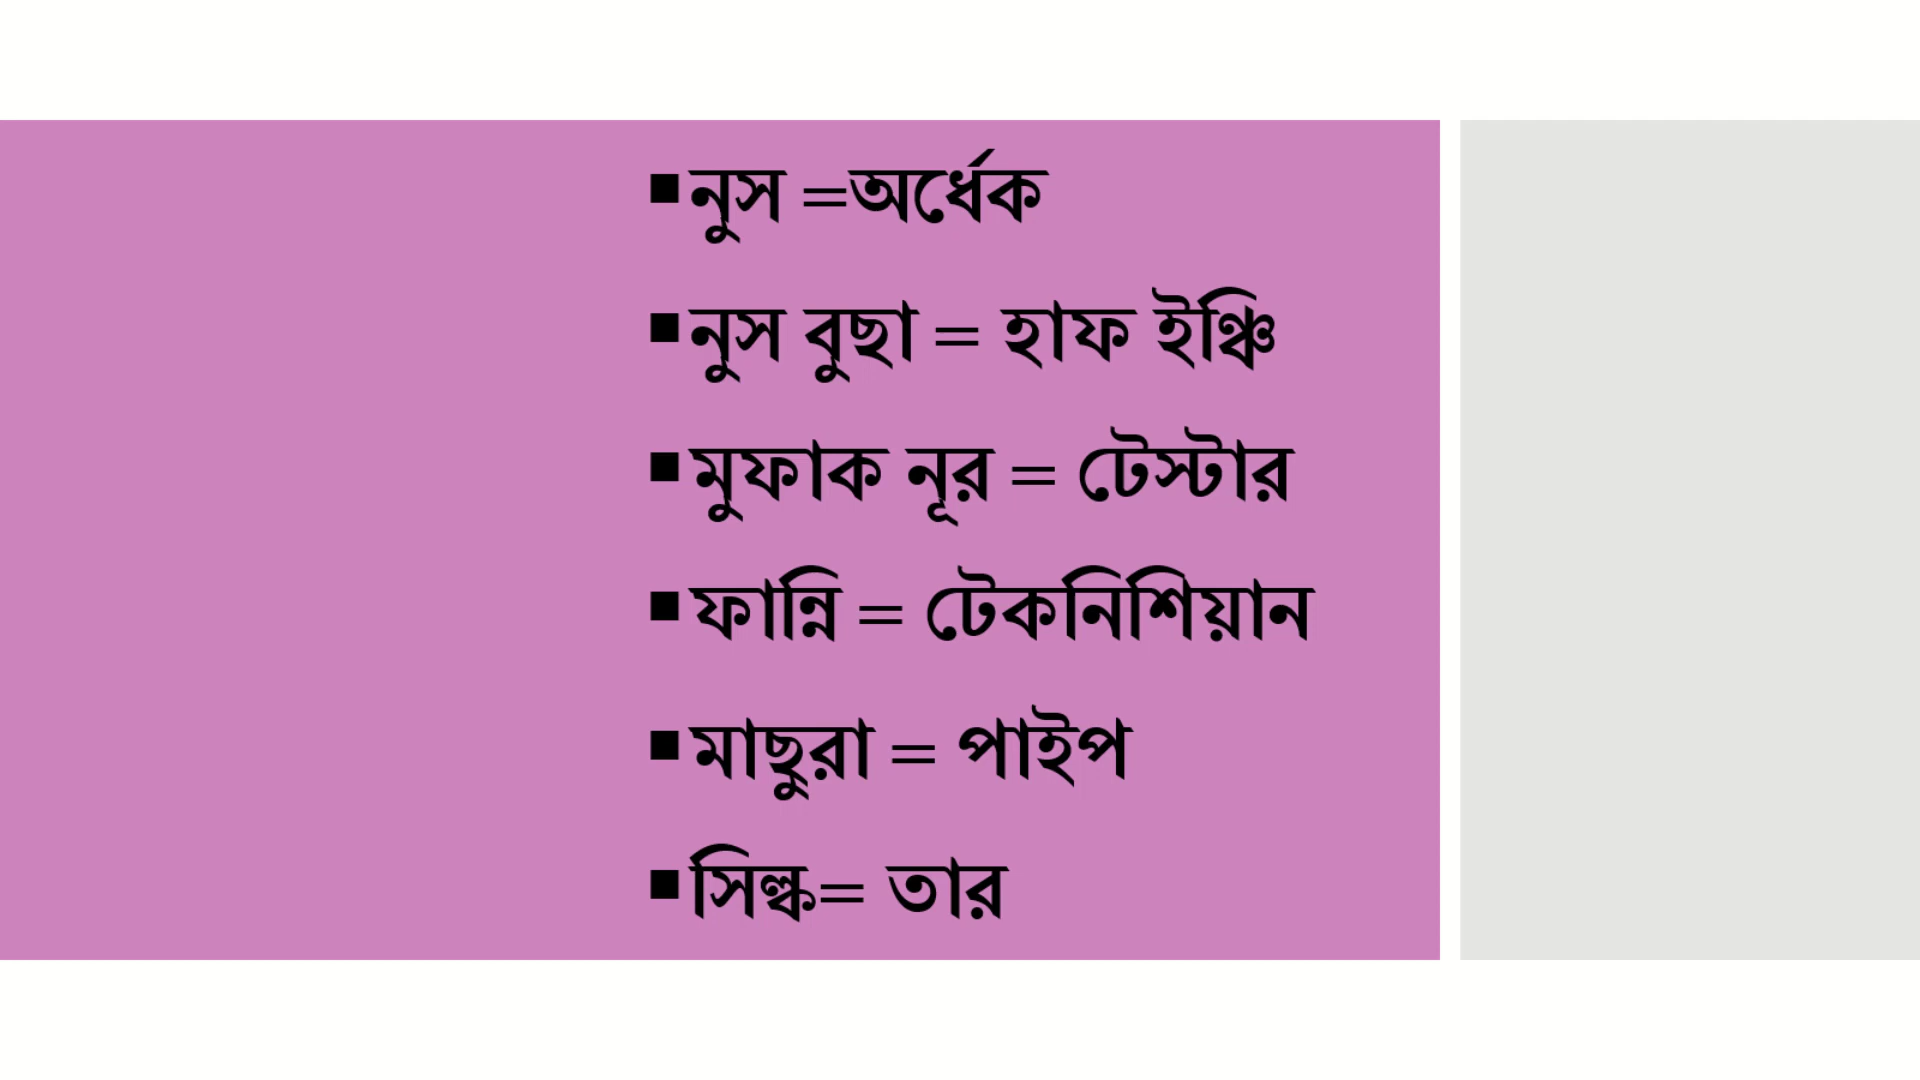 ▪নুস =অর্ধেক
▪নুস বুছা = হাফ ইঞ্চি
▪মুফাক নূর = টেস্টার
▪ফান্নি = টেকনিশিয়ান
▪মাছুরা = পাইপ
▪সিল্ক= তার